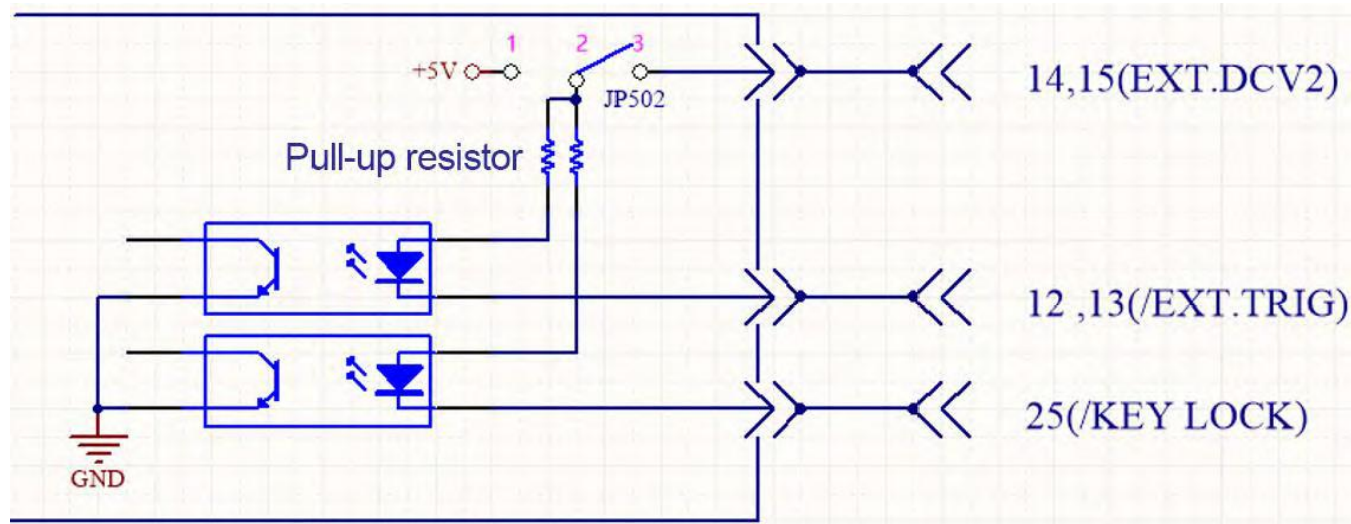 1 2 3
+5V
JP502
14,15(EXT.DCV2)
Pull-up resistor
12 ,13(/EXT.TRIG)
25(/KEY LOCK)
GND